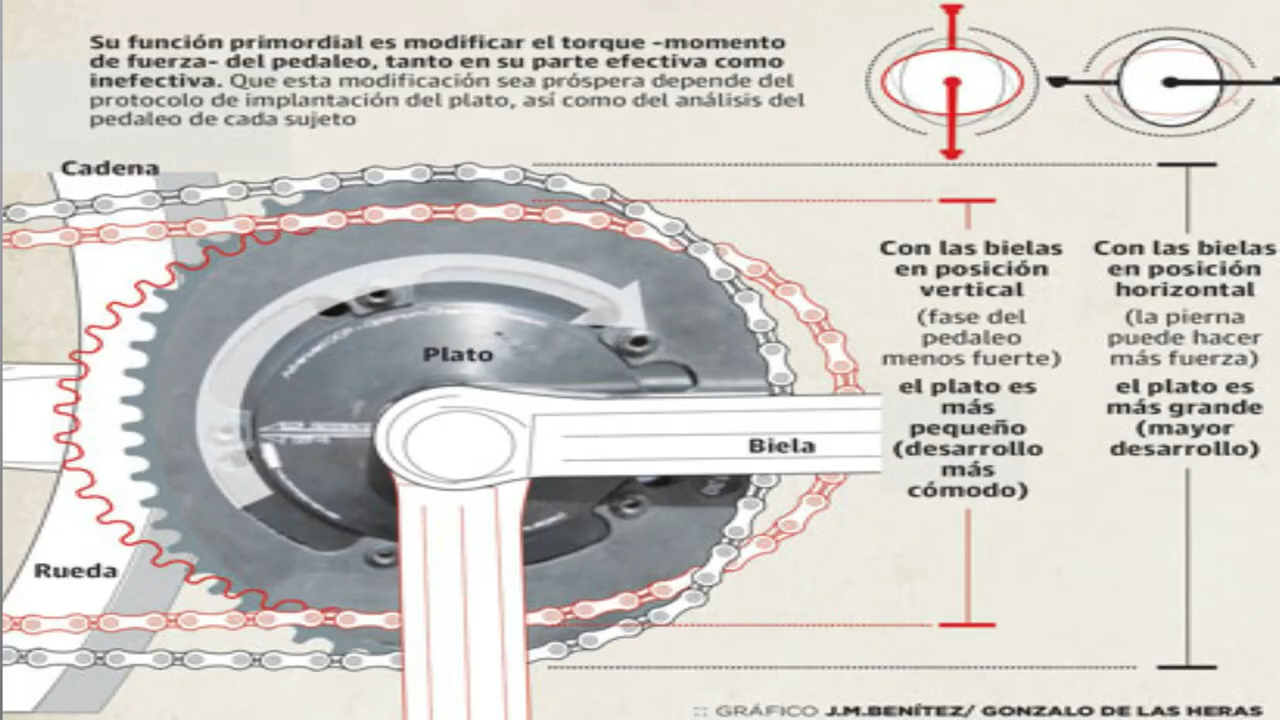 Su función primordial es modificar el torque -momento
de fuerza- del pedaleo, tanto en su parte efectiva como
inefectiva. Que esta modificación sea próspera depende del
protocolo de implantación del plato, así como del análisis del
pedaleo de cada sujeto
Cadena
Plato
Biela
Rueda
Con las bielas
en posición
vertical
(fase del
pedaleo
menos fuerte)
el plato es
más
pequeño
(desarrollo
más
cómodo)
Con las bielas
en posición
horizontal
(la pierna
puede hacer
más fuerza)
el plato es
más grande
(mayor
desarrollo)
:: GRÁFICO J.M.BENÍTEZ/ GONZALO DE LAS HERAS